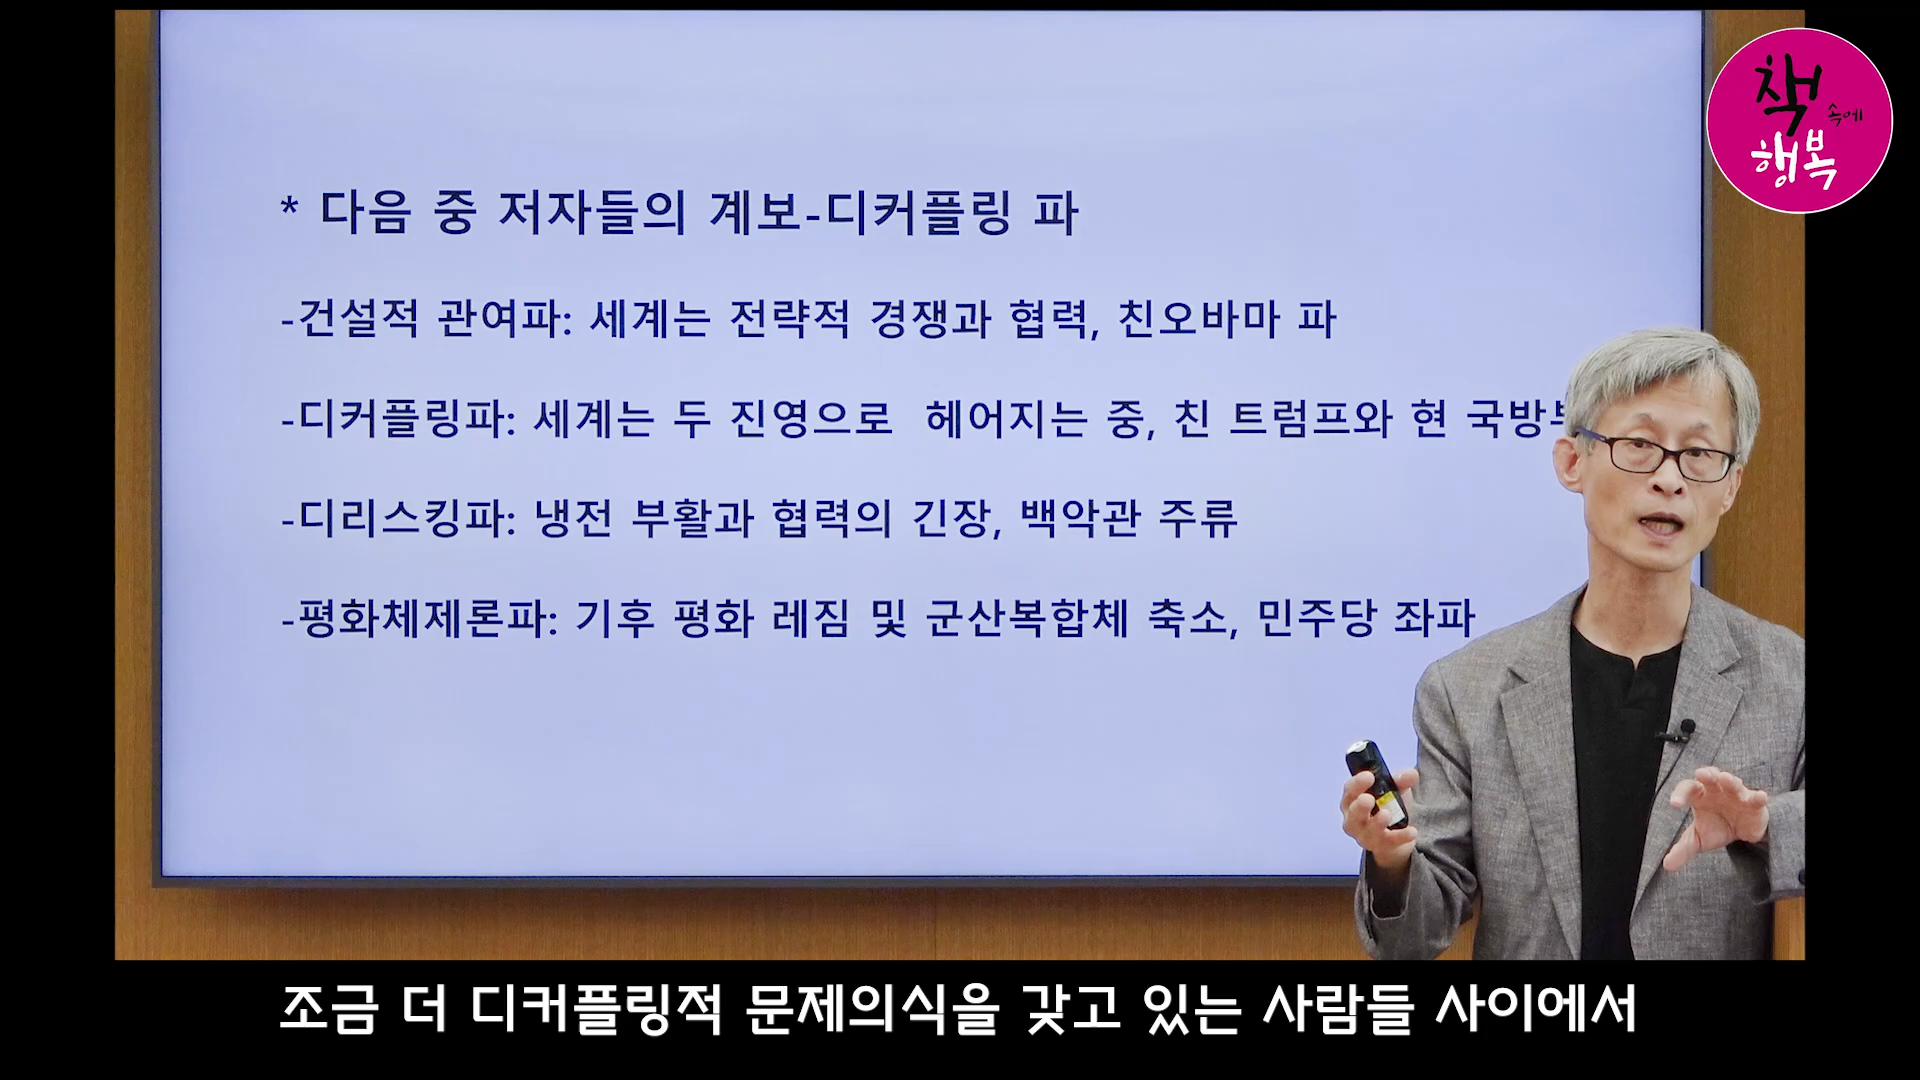 책
속에
행복
* 다음 중 저자들의 계보-디커플링 파
-건설적 관여파: 세계는 전략적 경쟁과 협력, 친오바마 파
-디커플링파: 세계는 두 진영으로 헤어지는 중, 친 트럼프와 현
-디리스킹파: 냉전 부활과 협력의 긴장, 백악관 주류
-평화체제론파: 기후 평화 레짐 및 군산복합체 축소, 민주당 좌파
조금 더 디커플링적 문제의식을 갖고 있는 사람들 사이에서